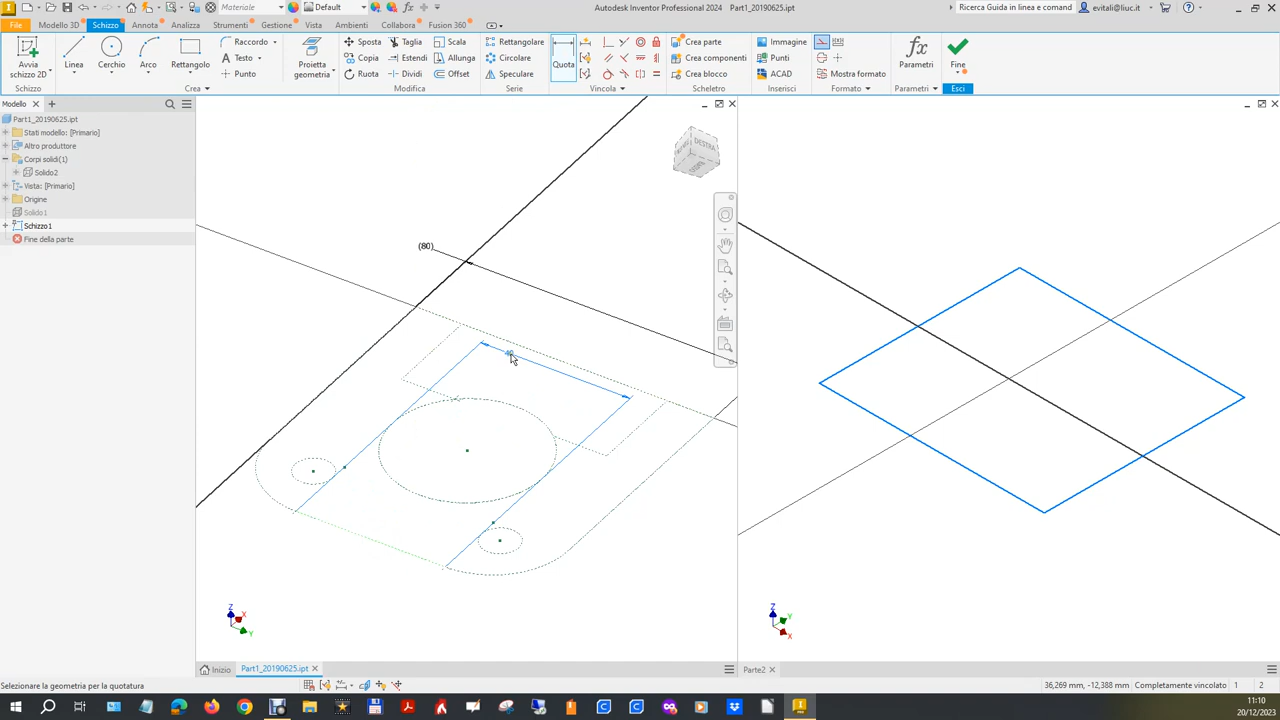 Materiale
Default
Autodesk Inventor Professional 2024
Part1_20190625.ipt
Ricerca Guida in linea e comand
evitali@liuc.it
File
Modello 3D
Schizzo
Annota
Analizza
Strumenti
Gestione
Vista
Ambienti
Collabora
Fusion 360
Avvia
schizzo 2D
Linea
Cerchio
Arco
Rettangolo
Raccordo
Testo
Punto
Proietta
geometria
Sposta
Copia
Ruota
Taglia
Estendi
Dividi
Scala
Allunga
Offset
Rettangolare
Circolare
Speculare
Quota
Crea parte
Crea componenti
Crea blocco
Immagine
Punti
ACAD
Mostra formato
Parametri
Fine
Schizzo
Crea
Modifica
Serie
Vincola
Scheletro
Inserisci
Formato
Parametri
Esci
Modello
Part1_20190625.ipt
Stati modello: [Primario]
Altro produttore
Corpi solidi(1)
Solido2
Vista: [Primario]
Origine
Solido1
Schizzo1
Fine della parte
DESTRA
(80)
Z
X
Y
Z
Y
X
Inizio
Part1_20190625.ipt
Parte2
Selezionare la geometria per la quotatura
36,269 mm, -12,388 mm
Completamente vincolato
1
2
11:10
20/12/2023